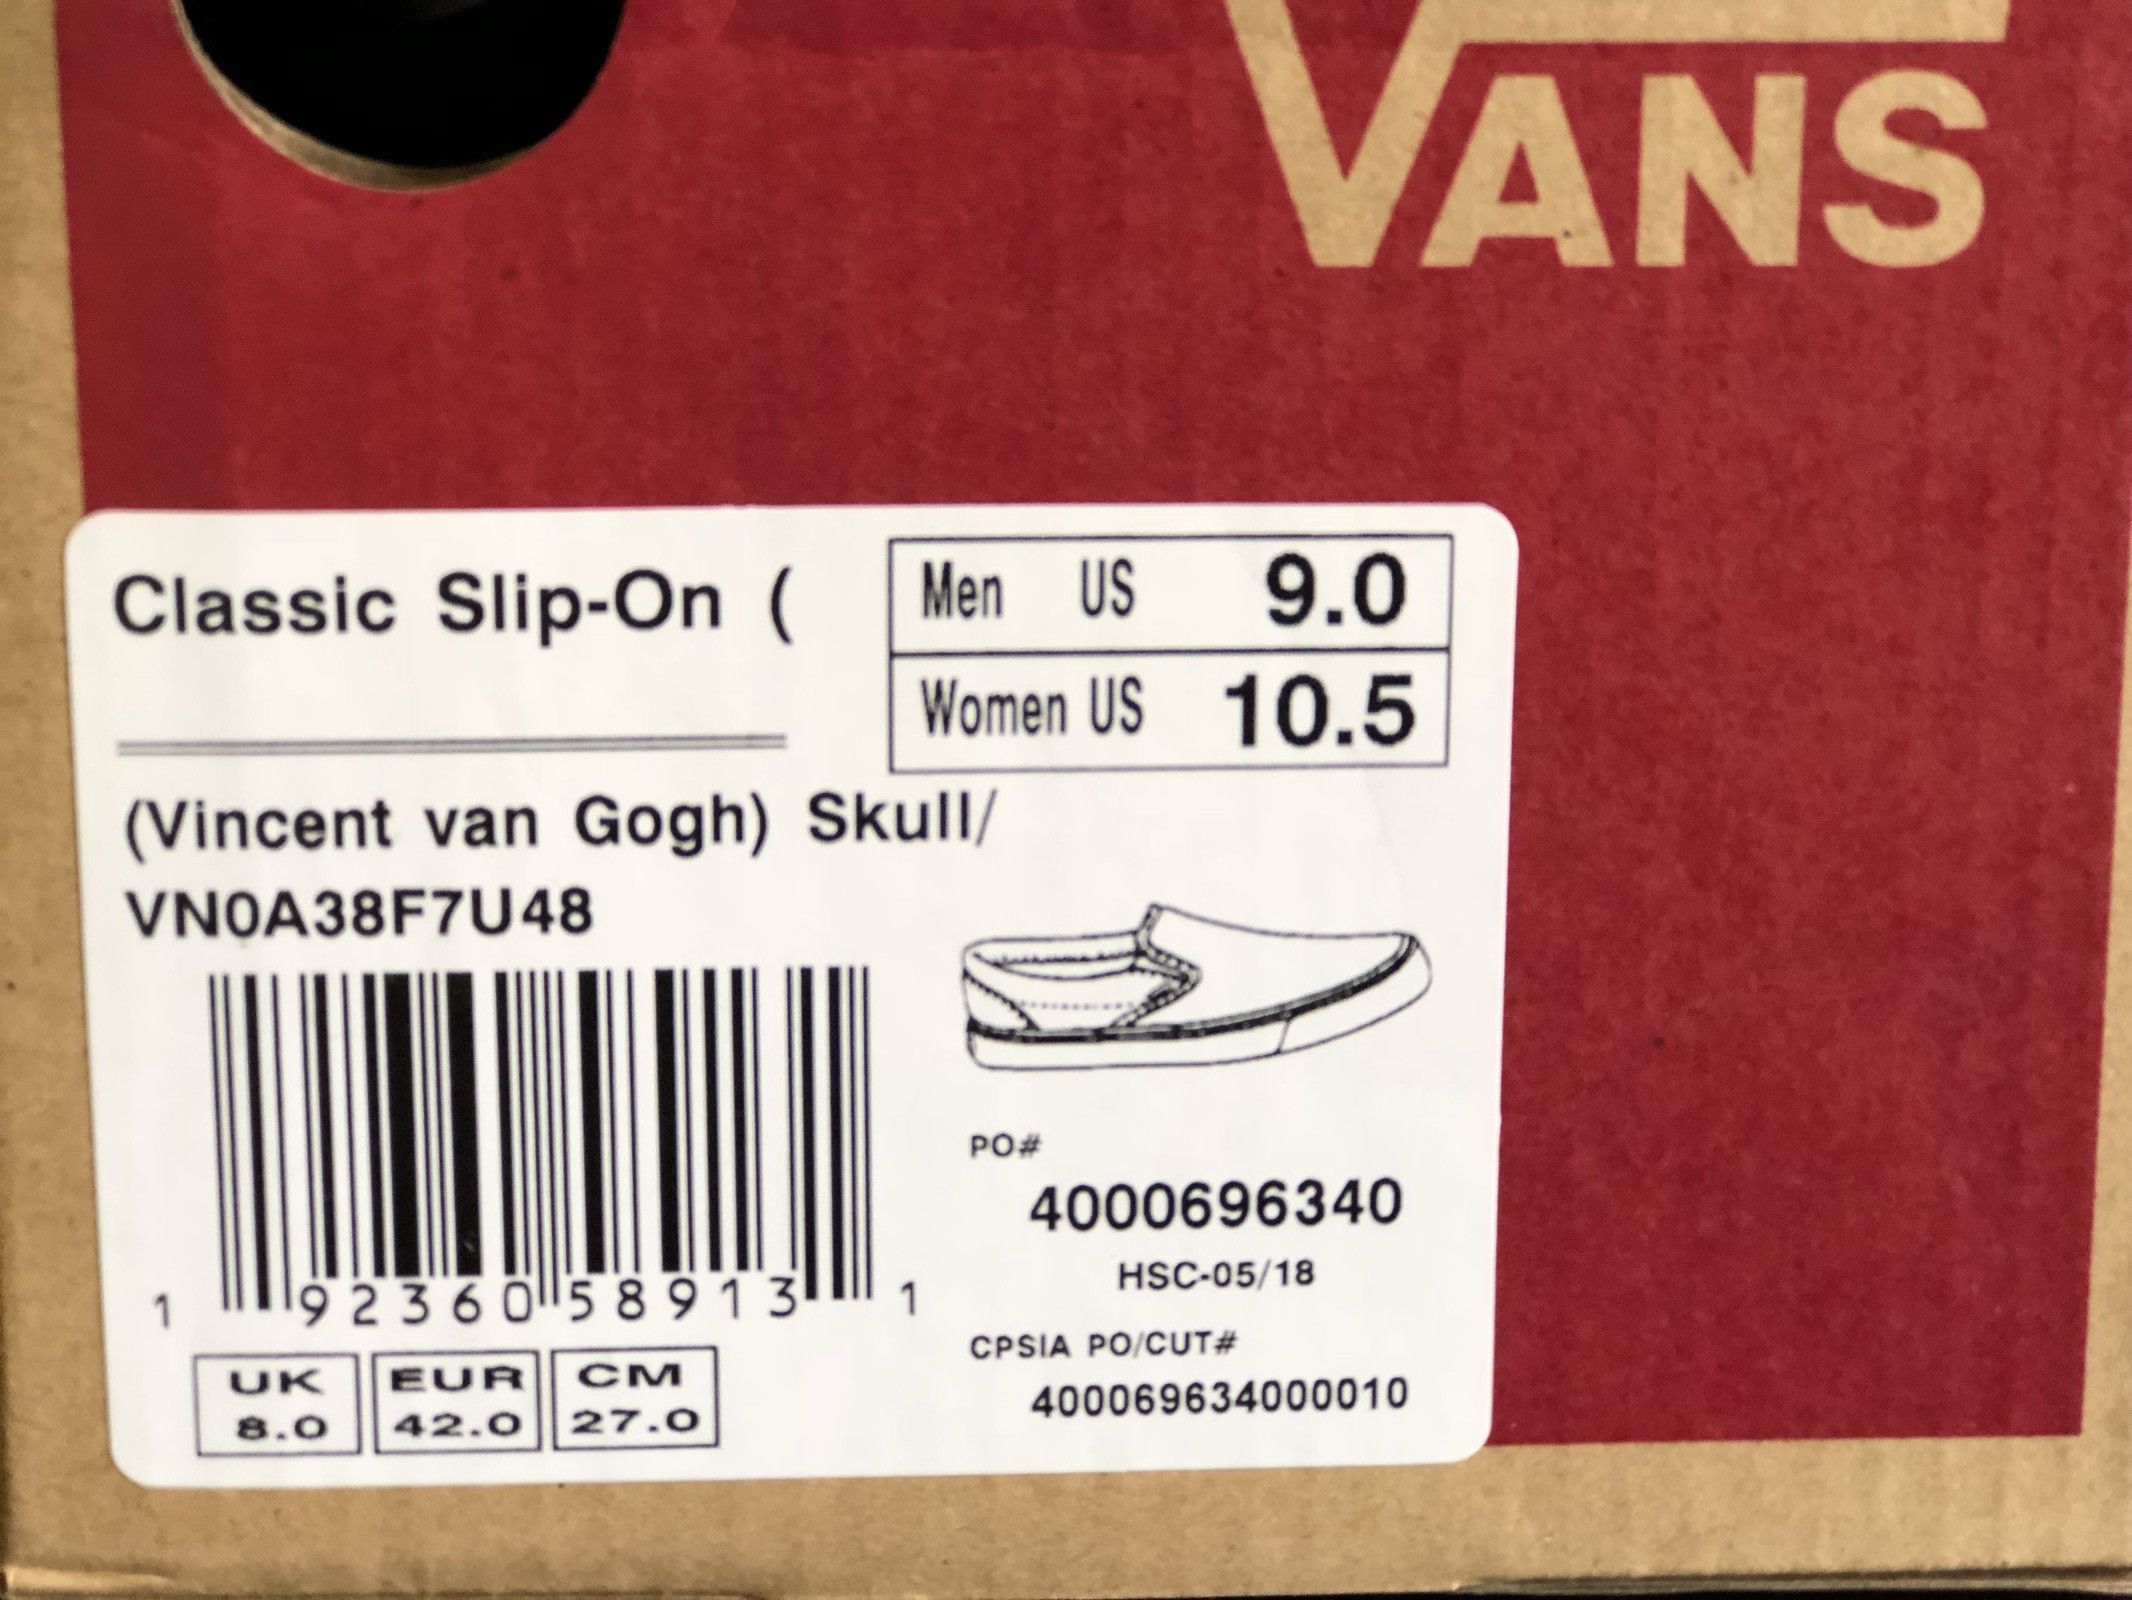 VANS
Classic Slip-On (
Men US 9.0
Women US 10.5
(Vincent van Gogh) Skull/
VN0A38F7U48
PO#
4000696340
HSC-05/18
CPSIA PO/CUT#
400069634000010
1 92360 58913 1
UK EUR CM
8.0 42.0 27.0